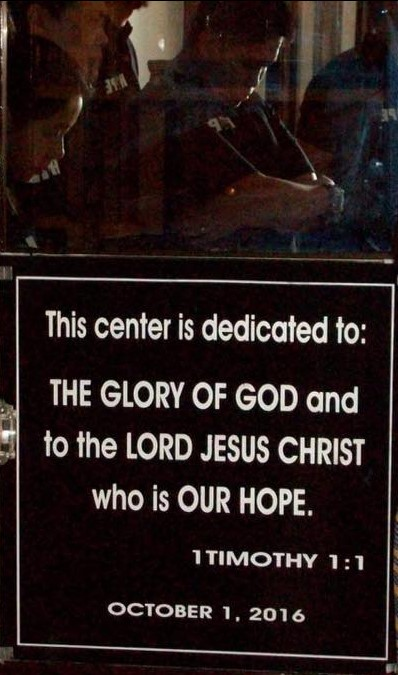 This center is dedicated to:
THE GLORY OF GOD and
to the LORD JESUS CHRIST
who is OUR HOPE.
1TIMOTHY 1:1
OCTOBER 1, 2016